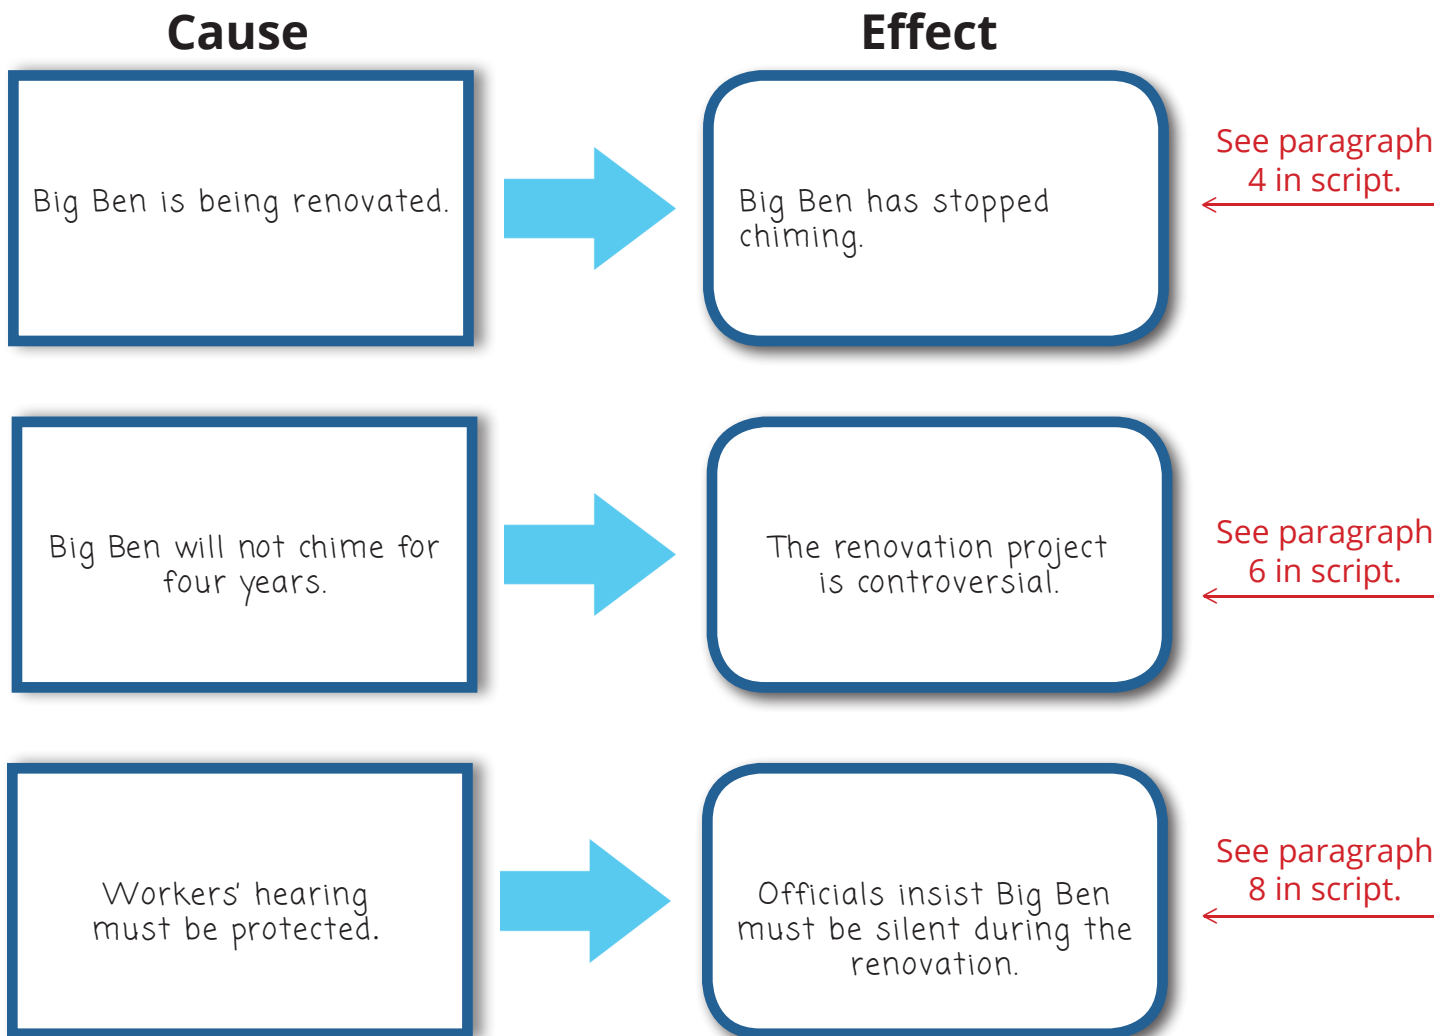 Cause
Effect
Big Ben is being renovated.
Big Ben has stopped
chiming.
See paragraph
4 in script.
Big Ben will not chime for
four years.
The renovation project
is controversial.
See paragraph
6 in script.
Workers' hearing
must be protected.
Officials insist Big Ben
must be silent during the
renovation.
See paragraph
8 in script.